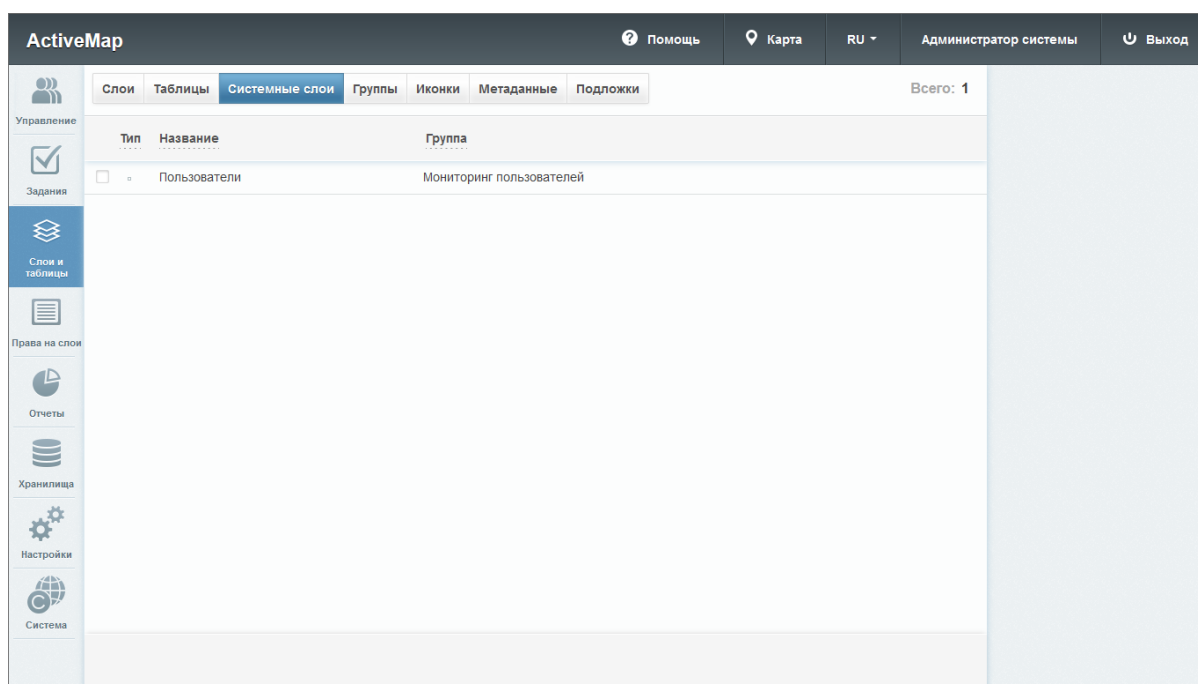 ActiveMap
Помощь
Карта
RU
Администратор системы
Выход
Управление
Задания
Слои и
таблицы
Права на слои
Отчеты
Хранилища
Настройки
Система
Слои Таблицы Системные слои Группы Иконки Метаданные Подложки
Всего: 1
Тип Название Группа
Пользователи Мониторинг пользователей